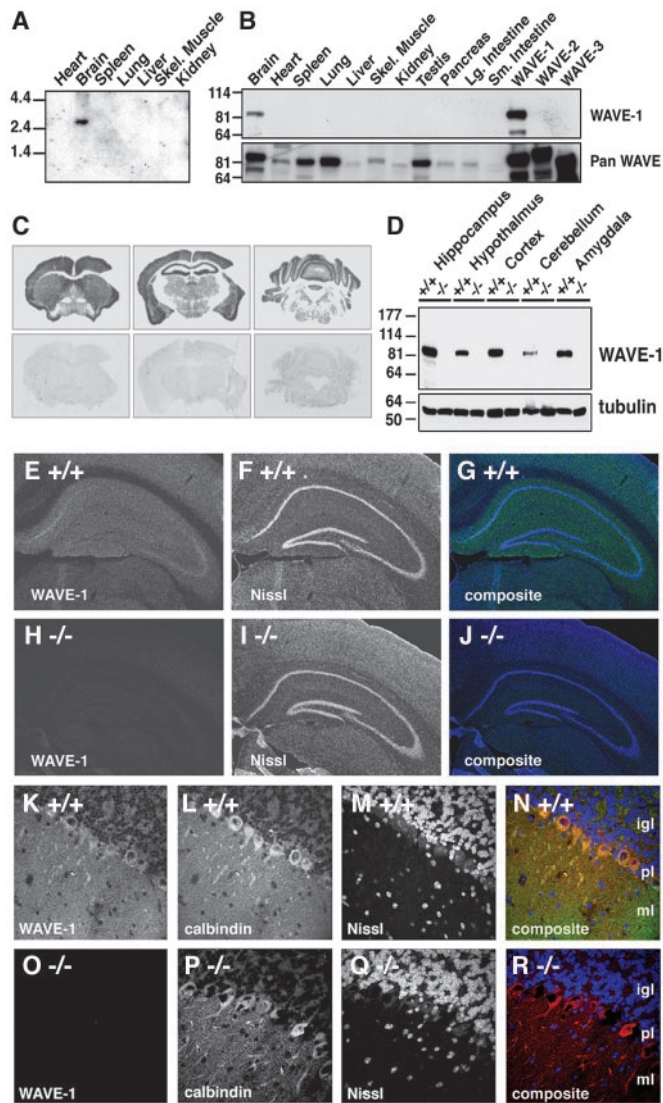 A
Heart
Brain
Spleen
Lung
Liver
Skel. Muscle
Kidney
4.4
2.4
1.4
B
Brain
Heart
Spleen
Lung
Liver
Skel. Muscle
Kidney
Testis
Pancreas
Lg. Intestine
Sm. Intestine
WAVE-1
WAVE-2
WAVE-3
114
81
64
WAVE-1
81
64
Pan WAVE
C
D
Hippocampus
Hypothalmus
Cortex
Cerebellum
Amygdala
+/+ -/- +/+ -/- +/+ -/- +/+ -/- +/+ -/-
177
114
81
64
WAVE-1
64
50
tubulin
E +/+
WAVE-1
F +/+
Nissl
G +/+
composite
H -/-
WAVE-1
I -/-
Nissl
J -/-
composite
K +/+
WAVE-1
L +/+
calbindin
M +/+
Nissl
N +/+
igl
pl
ml
composite
O -/-
WAVE-1
P -/-
calbindin
Q -/-
Nissl
R -/-
igl
pl
ml
composite